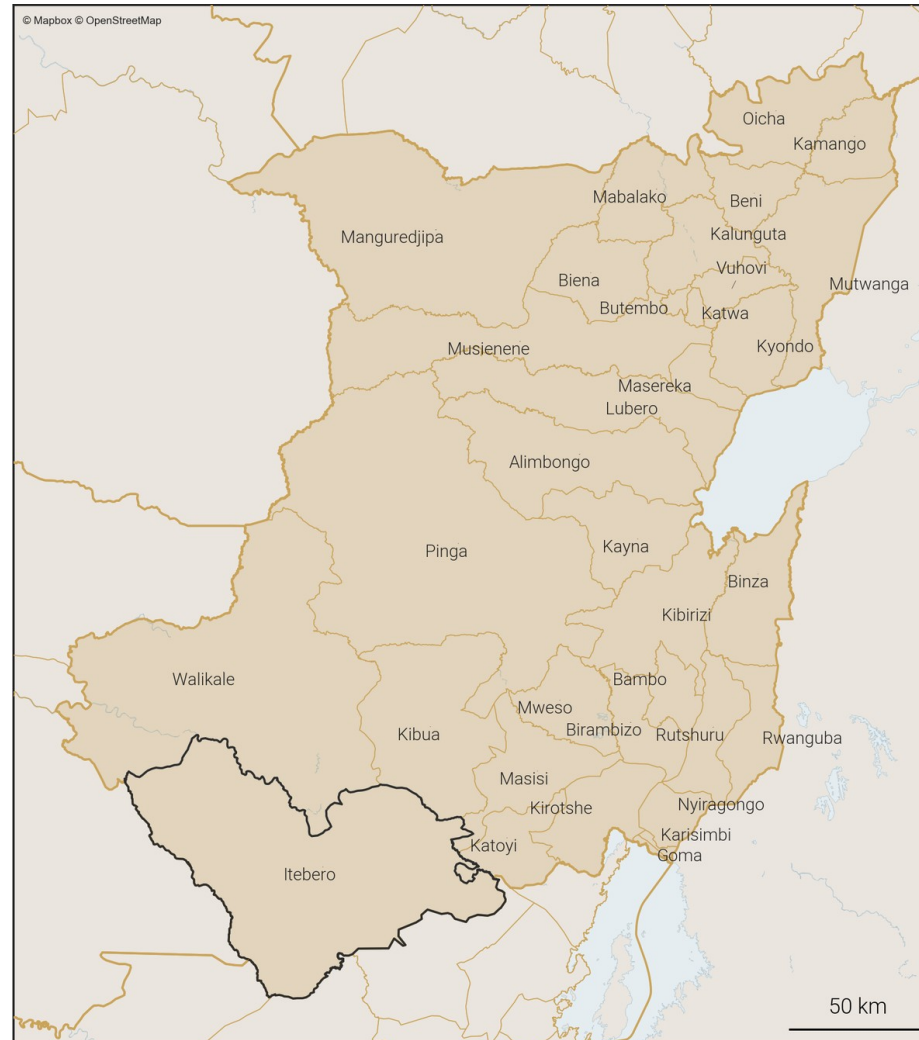 © Mapbox © OpenStreetMap
Oicha
Kamango
Mabalako
Beni
Manguredjipa
Kalunguta
Vuhovi
Biena
Mutwanga
Butembo
Katwa
Musienene
Kyondo
Masereka
Lubero
Alimbongo
Pinga
Kayna
Binza
Kibirizi
Walikale
Bambo
Mweso
Birambizo
Kibua
Rutshuru
Rwanguba
Masisi
Kirotshe
Nyiragongo
Karisimbi
Katoyi
Goma
Itebero
50 km